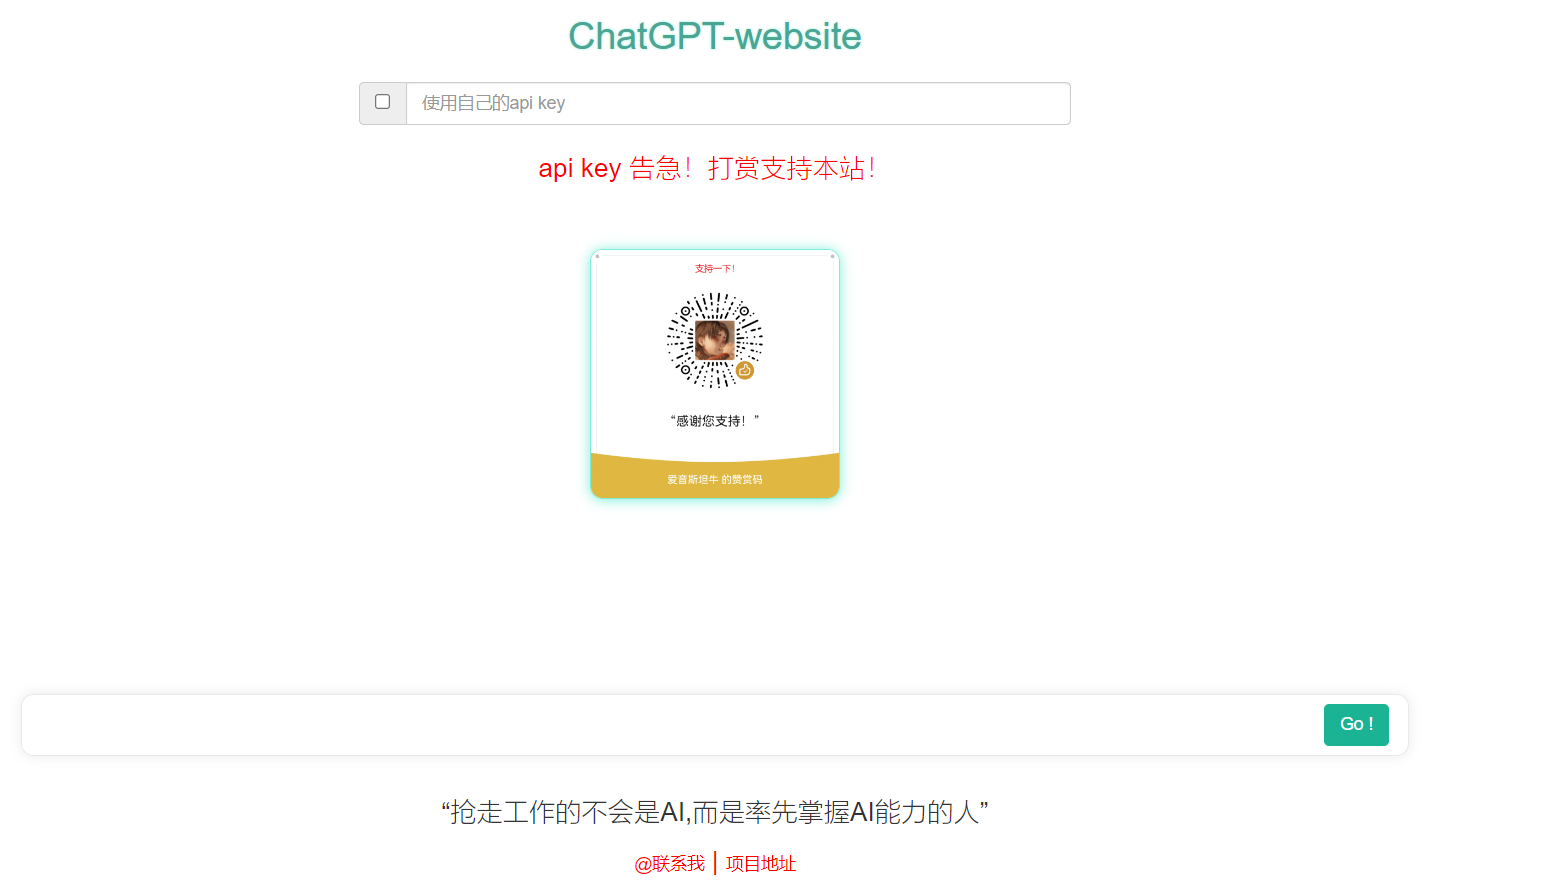 ChatGPT-website
使用自己的api key
api key 告急！打赏支持本站！
支持一下！
“感谢您支持！”
爱音斯坦牛 的赞赏码
Go !
“抢走工作的不会是AI,而是率先掌握AI能力的人”
@联系我 | 项目地址